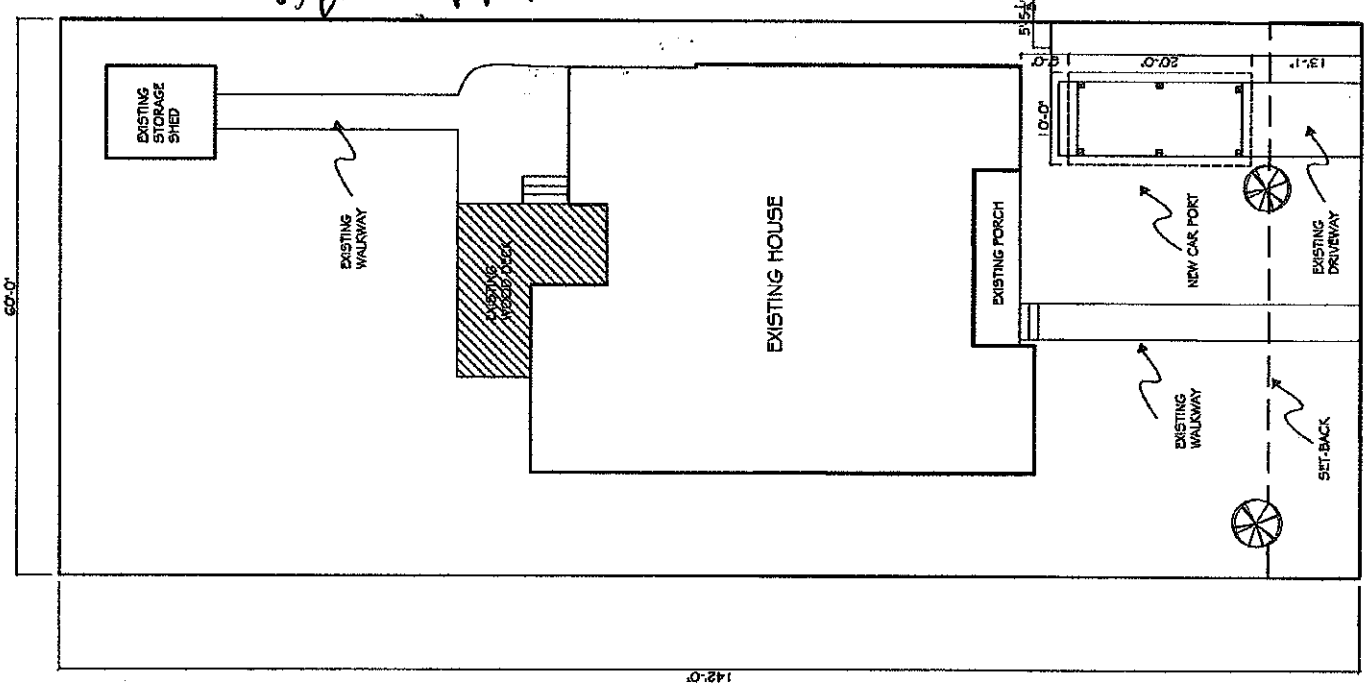 60'-0"
EXISTING
STORAGE
SHED
EXISTING
WALKWAY
EXISTING
WOOD DECK
EXISTING HOUSE
EXISTING PORCH
10'-0"
20'-0"
13'-1"
NEW CAR PORT
EXISTING
DRIVEWAY
EXISTING
WALKWAY
SET-BACK
142'-0"